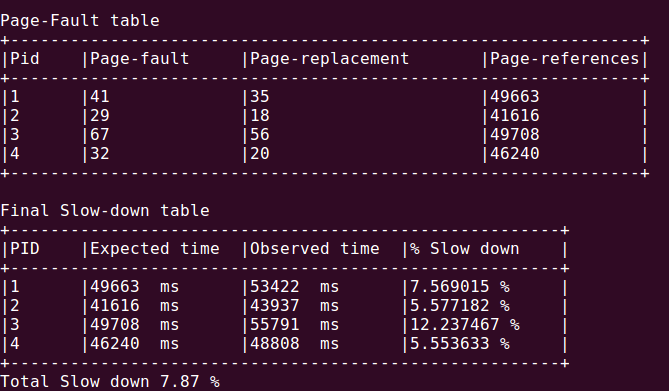 Page-Fault table
+---------------------------------------------------------------+
|Pid    |Page-fault     |Page-replacement       |Page-references|
+---------------------------------------------------------------+
|1      |41             |35                     |49663          |
|2      |29             |18                     |41616          |
|3      |67             |56                     |49708          |
|4      |32             |20                     |46240          |
+---------------------------------------------------------------+

Final Slow-down table
+-------------------------------------------------------+
|PID    |Expected time  |Observed time  |% Slow down    |
+-------------------------------------------------------+
|1      |49663  ms      |53422  ms      |7.569015 %     |
|2      |41616  ms      |43937  ms      |5.577182 %     |
|3      |49708  ms      |55791  ms      |12.237467 %    |
|4      |46240  ms      |48808  ms      |5.553633 %     |
+-------------------------------------------------------+
Total Slow down 7.87 %